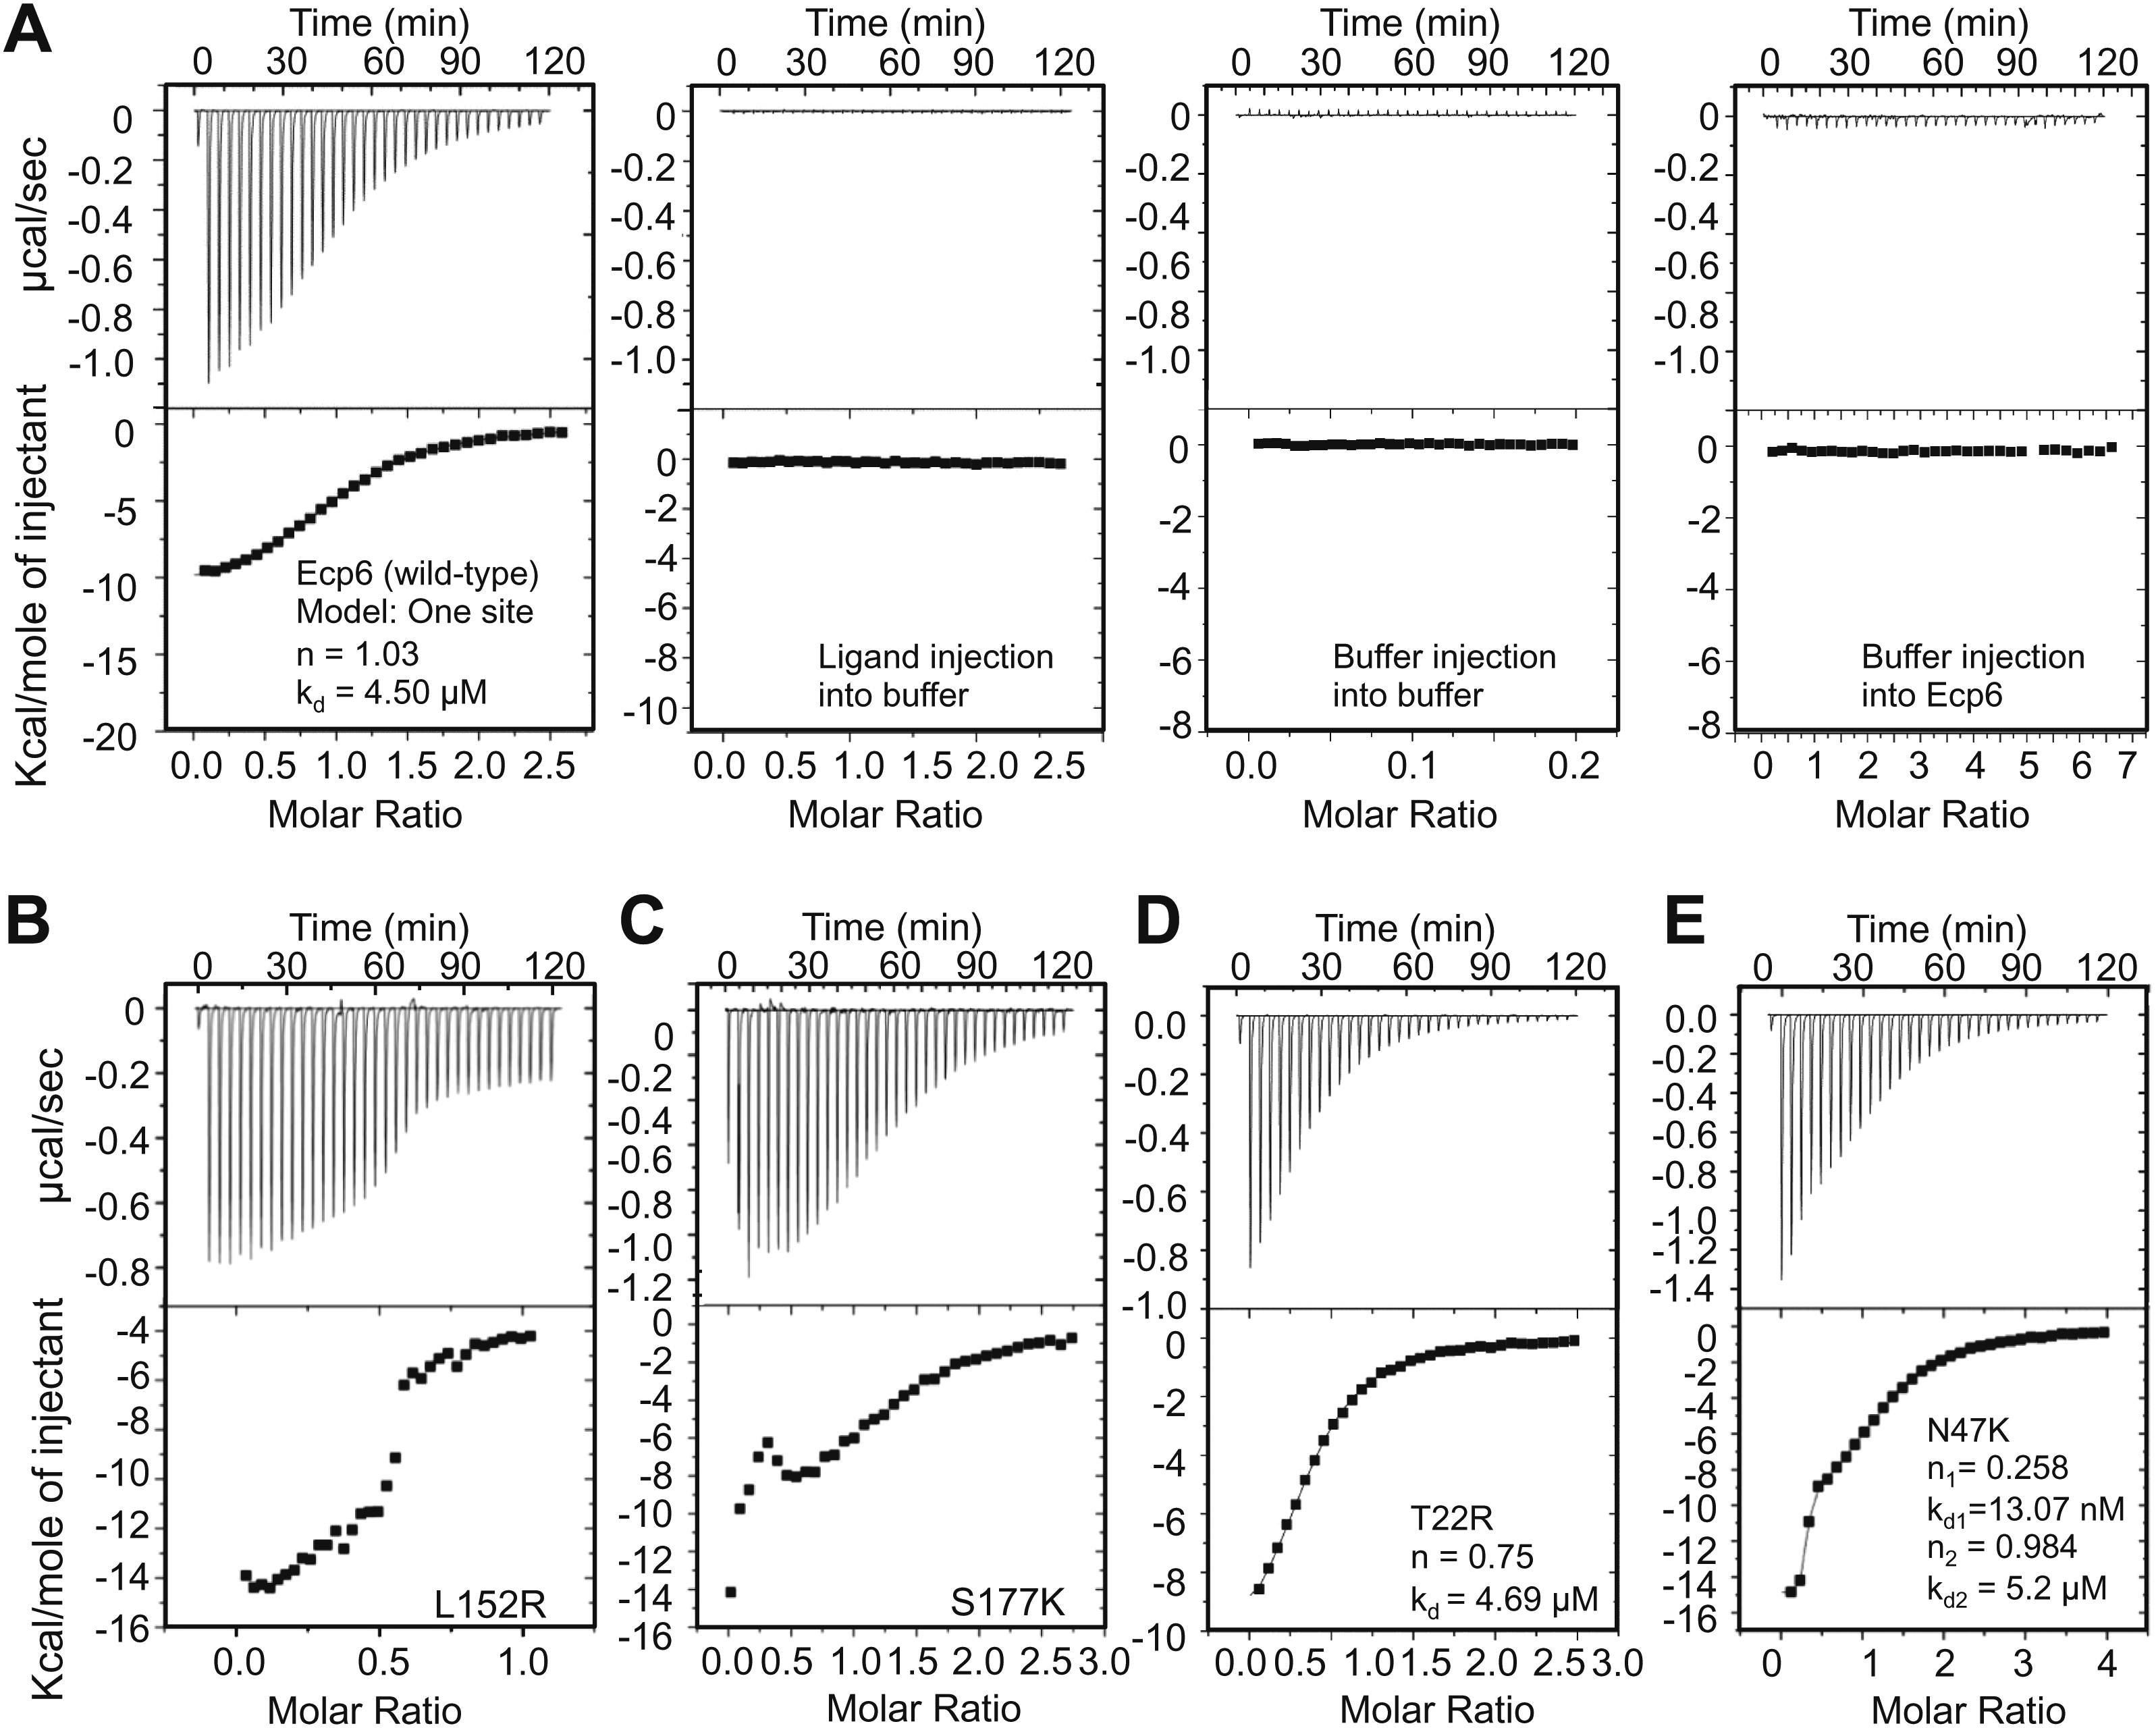 A
Time (min)
0 30 60 90 120
µcal/sec
0
-0.2
-0.4
-0.6
-0.8
-1.0
Kcal/mole of injectant
0
-5
-10
-15
-20
Ecp6 (wild-type)
Model: One site
n = 1.03
kd = 4.50 µM
0.0 0.5 1.0 1.5 2.0 2.5
Molar Ratio
Time (min)
0 30 60 90 120
0
-0.2
-0.4
-0.6
-0.8
-1.0
0
-2
-4
-6
-8
-10
Ligand injection
into buffer
0.0 0.5 1.0 1.5 2.0 2.5
Molar Ratio
Time (min)
0 30 60 90 120
0
-0.2
-0.4
-0.6
-0.8
-1.0
0
-2
-4
-6
-8
Buffer injection
into buffer
0.0 0.1 0.2
Molar Ratio
Time (min)
0 30 60 90 120
0
-0.2
-0.4
-0.6
-0.8
-1.0
0
-2
-4
-6
-8
Buffer injection
into Ecp6
0 1 2 3 4 5 6 7
Molar Ratio
B
Time (min)
0 30 60 90 120
µcal/sec
0
-0.2
-0.4
-0.6
-0.8
Kcal/mole of injectant
-4
-6
-8
-10
-12
-14
-16
L152R
0.0 0.5 1.0
Molar Ratio
C
Time (min)
0 30 60 90 120
0
-0.2
-0.4
-0.6
-0.8
-1.0
-1.2
0
-2
-4
-6
-8
-10
-12
-14
-16
S177K
0.0 0.5 1.0 1.5 2.0 2.5 3.0
Molar Ratio
D
Time (min)
0 30 60 90 120
0.0
-0.2
-0.4
-0.6
-0.8
-1.0
0
-2
-4
-6
-8
-10
T22R
n = 0.75
kd = 4.69 µM
0.0 0.5 1.0 1.5 2.0 2.5 3.0
Molar Ratio
E
Time (min)
0 30 60 90 120
0.0
-0.2
-0.4
-0.6
-0.8
-1.0
-1.2
-1.4
0
-2
-4
-6
-8
-10
-12
-14
-16
N47K
n1= 0.258
kd1=13.07 nM
n2 = 0.984
kd2 = 5.2 µM
0 1 2 3 4
Molar Ratio